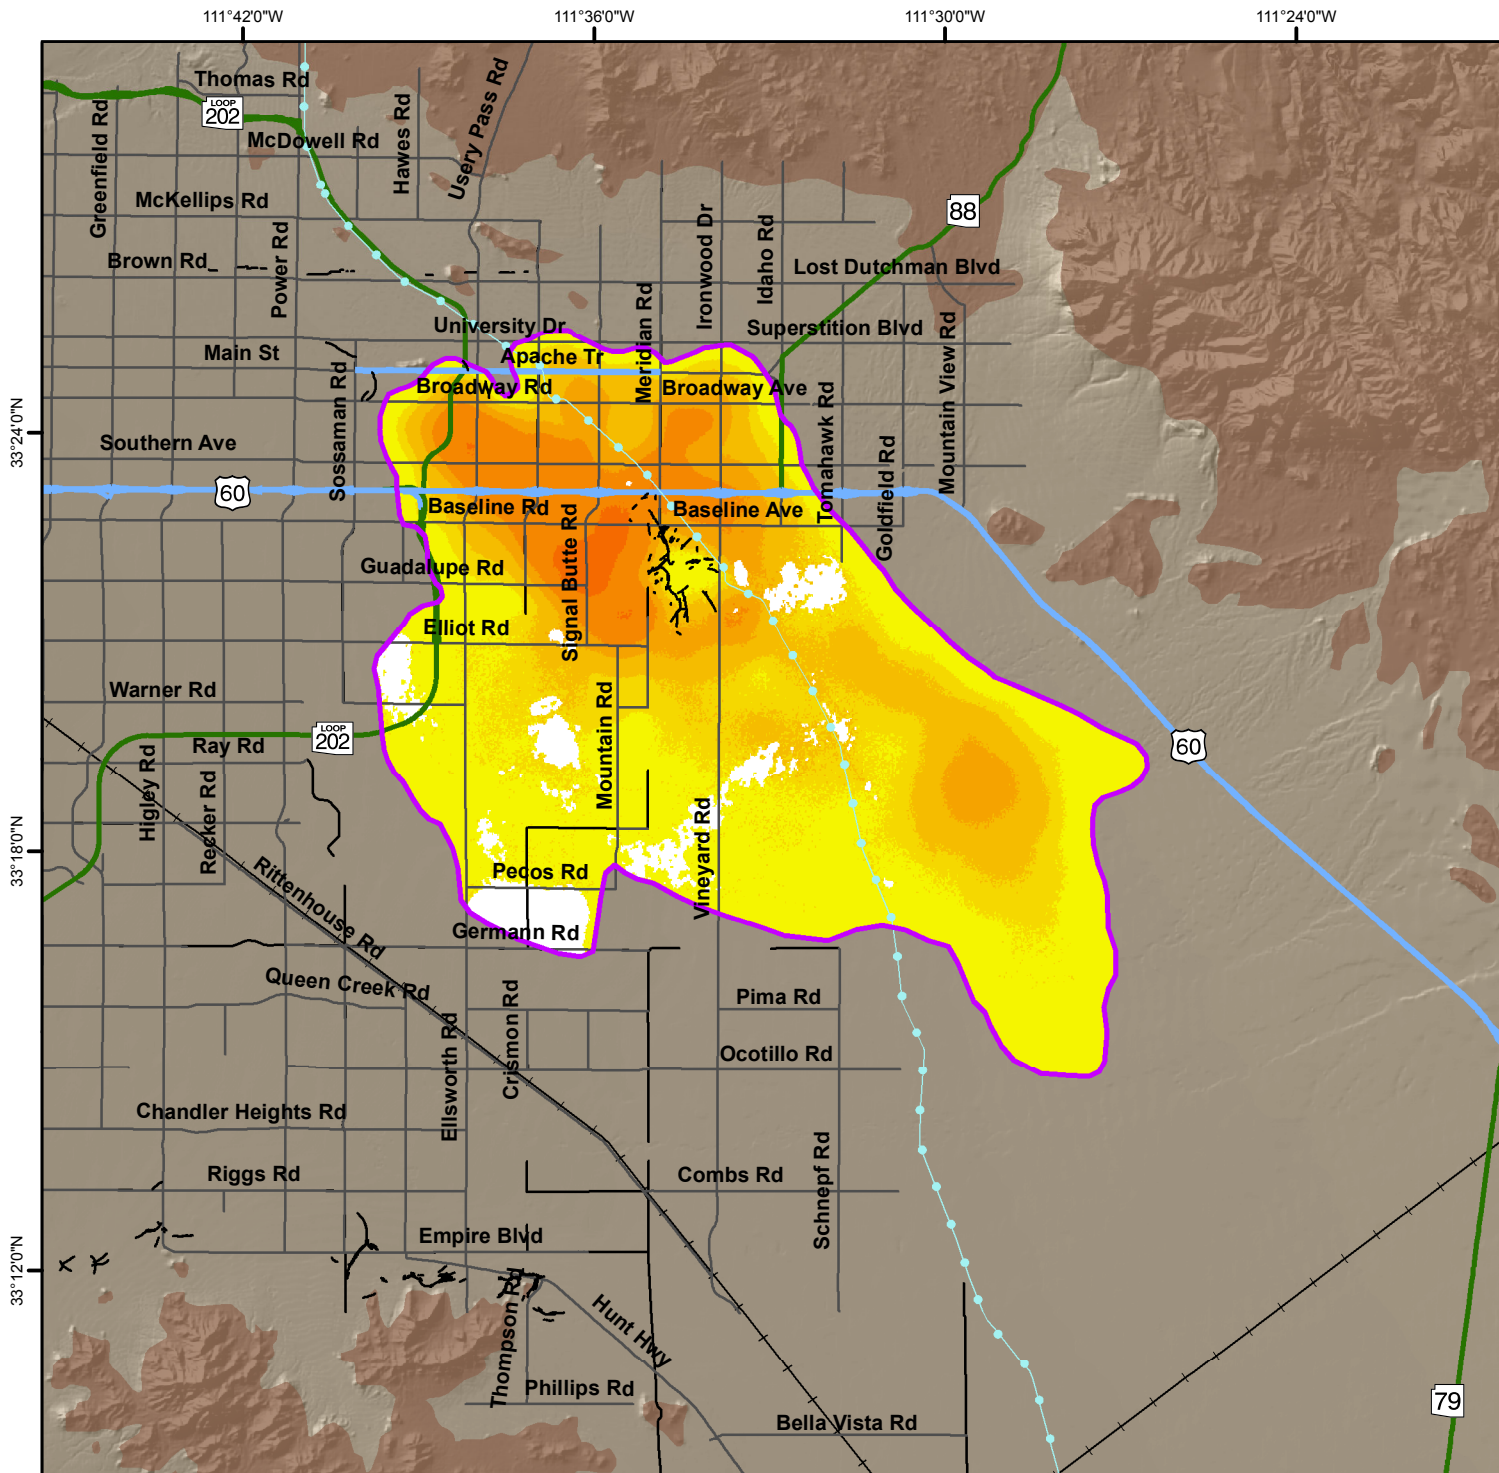 111°42'0"W
111°36'0"W
111°30'0"W
111°24'0"W
Thomas Rd
LOOP
202
McDowell Rd
Greenfield Rd
Hawes Rd
Usery Pass Rd
McKellips Rd
88
Power Rd
Ironwood Dr
Idaho Rd
Brown Rd
Lost Dutchman Blvd
Meridian Rd
University Dr
Superstition Blvd
Mountain View Rd
Main St
Apache Tr
Sossaman Rd
Broadway Rd
Broadway Ave
Tomahawk Rd
33°24'0"N
Southern Ave
Goldfield Rd
60
Baseline Rd
Baseline Ave
Signal Butte Rd
Guadalupe Rd
Elliot Rd
Warner Rd
Mountain Rd
LOOP
202
Ray Rd
60
Higley Rd
Recker Rd
Vineyard Rd
33°18'0"N
Pecos Rd
Rittenhouse Rd
Germann Rd
Queen Creek Rd
Pima Rd
Ellsworth Rd
Crismon Rd
Ocotillo Rd
Chandler Heights Rd
Schnepf Rd
Riggs Rd
Combs Rd
Empire Blvd
33°12'0"N
Thompson Rd
Hunt Hwy
Phillips Rd
79
Bella Vista Rd